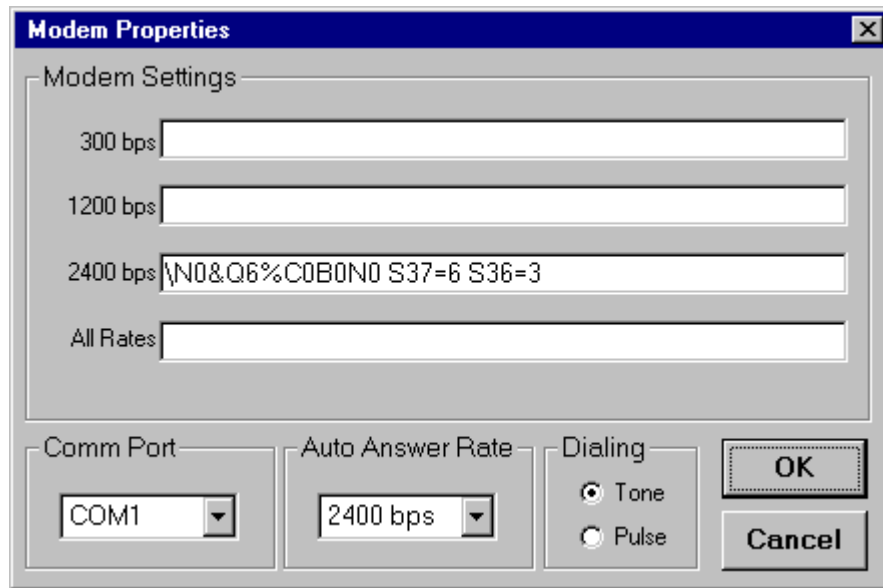 Modem Properties
Modem Settings
300 bps
1200 bps
2400 bps \N0&Q6%C0B0N0 S37=6 S36=3
All Rates
Comm Port
COM1
Auto Answer Rate
2400 bps
Dialing
Tone
Pulse
OK
Cancel